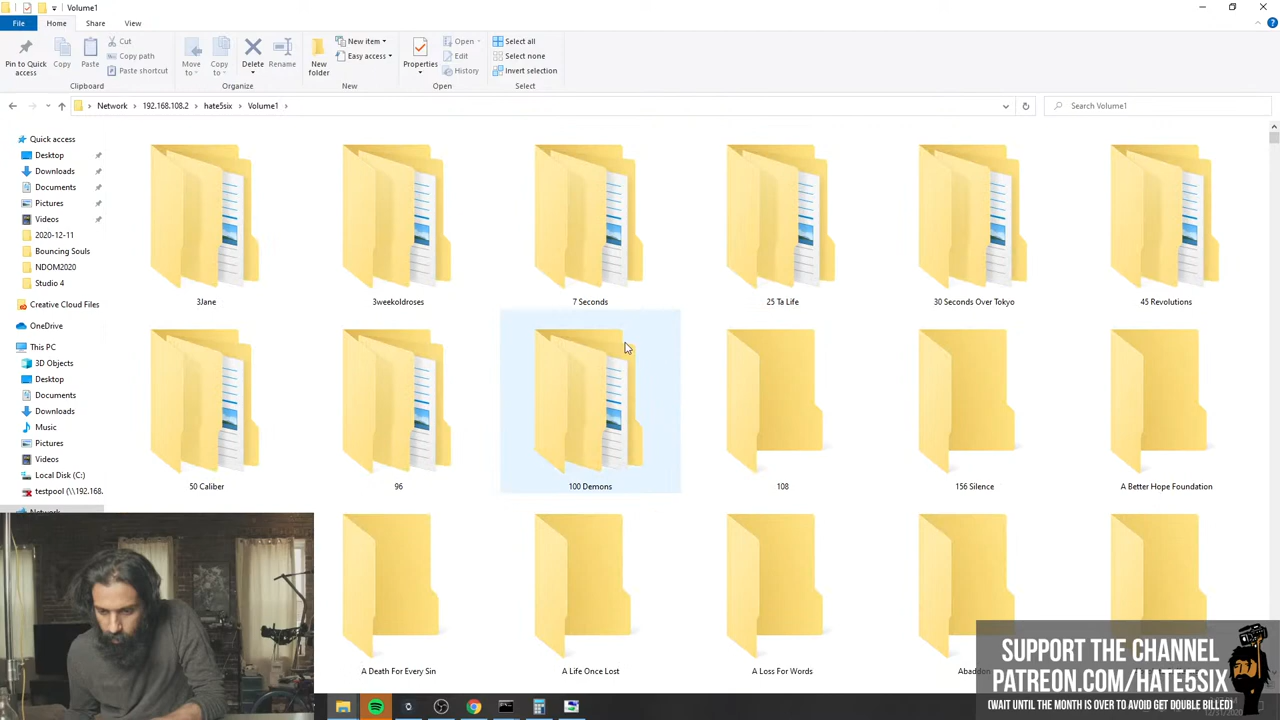 Volume1
File Home Share View
Pin to Quick access
Copy
Paste
Cut
Copy path
Paste shortcut
Clipboard
Move to
Copy to
Delete
Rename
Organize
New folder
New item
Easy access
New
Properties
Open
Edit
History
Open
Select all
Select none
Invert selection
Select
Network 192.168.108.2 hate5six Volume1
Search Volume1
Quick access
Desktop
Downloads
Documents
Pictures
Videos
2020-12-11
Bouncing Souls
NDOM2020
Studio 4
Creative Cloud Files
OneDrive
This PC
3D Objects
Desktop
Documents
Downloads
Music
Pictures
Videos
Local Disk (C:)
testpool (\\192.168.
Network
3Jane 3weekoldroses 7 Seconds 25 Ta Life 30 Seconds Over Tokyo 45 Revolutions
50 Caliber 96 100 Demons 108 156 Silence A Better Hope Foundation
A Death For Every Sin A Life Once Lost A Loss For Words
SUPPORT THE CHANNEL
PATREON.COM/HATE5SIX
(WAIT UNTIL THE MONTH IS OVER TO AVOID GET DOUBLE BILLED)